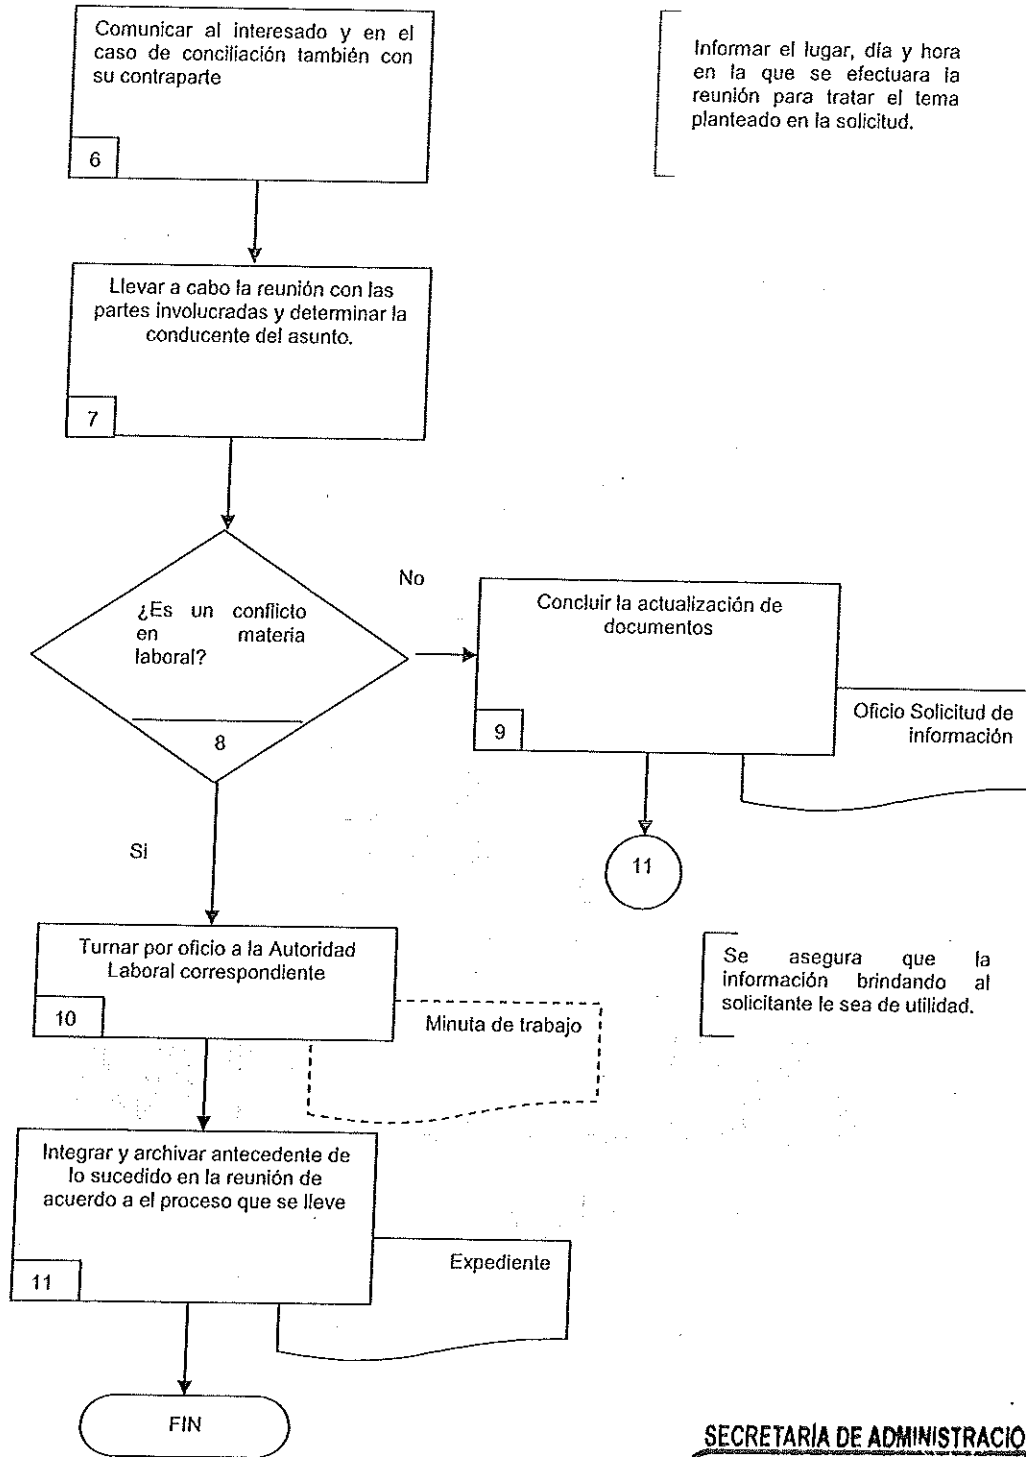 Comunicar al interesado y en el
caso de conciliación también con
su contraparte
6
Informar el lugar, día y hora
en la que se efectuara la
reunión para tratar el tema
planteado en la solicitud.
Llevar a cabo la reunión con las
partes involucradas y determinar la
conducente del asunto.
7
¿Es un conflicto
en materia
laboral?
8
No
Concluir la actualización de
documentos
9
Oficio Solicitud de
información
11
Si
Turnar por oficio a la Autoridad
Laboral correspondiente
10
Minuta de trabajo
Se asegura que la
información brindando al
solicitante le sea de utilidad.
Integrar y archivar antecedente de
lo sucedido en la reunión de
acuerdo a el proceso que se lleve
11
Expediente
FIN
SECRETARÍA DE ADMINISTRACIO